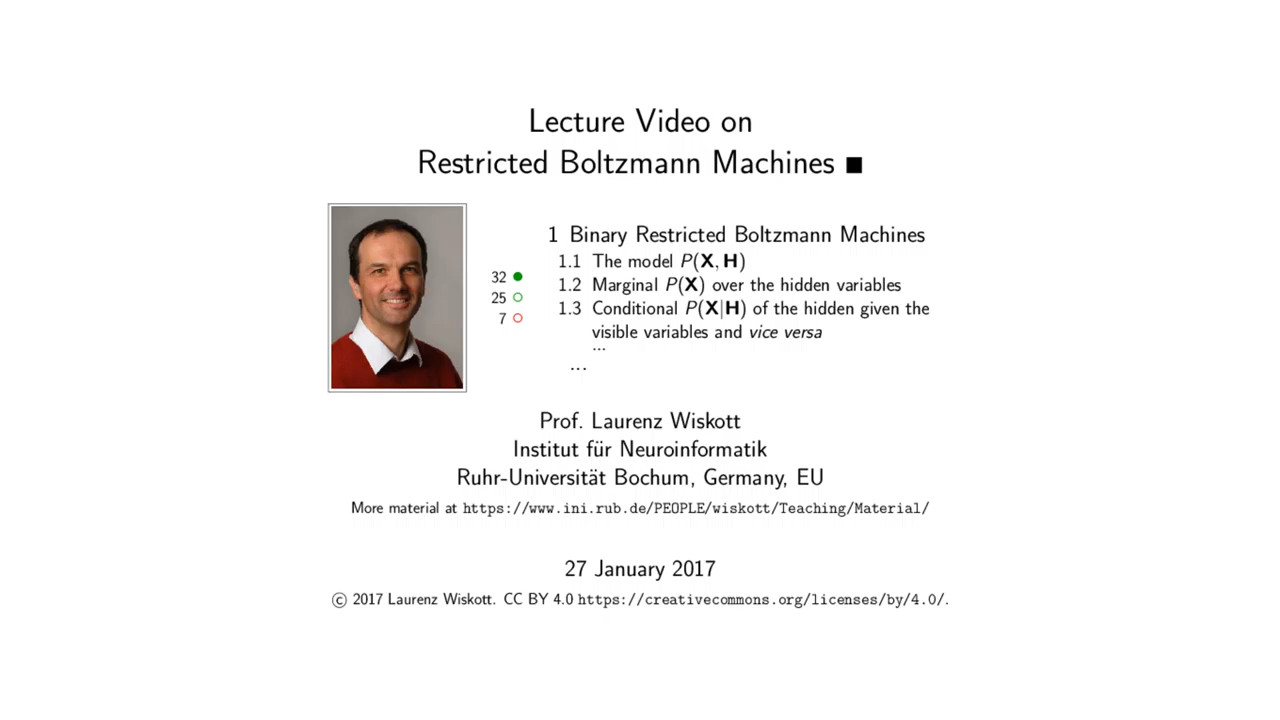 Lecture Video on
Restricted Boltzmann Machines ■
32
25
7
1 Binary Restricted Boltzmann Machines
1.1 The model P(X, H)
1.2 Marginal P(X) over the hidden variables
1.3 Conditional P(X|H) of the hidden given the
visible variables and vice versa
...
...
Prof. Laurenz Wiskott
Institut für Neuroinformatik
Ruhr-Universität Bochum, Germany, EU
More material at https://www.ini.rub.de/PEOPLE/wiskott/Teaching/Material/
27 January 2017
© 2017 Laurenz Wiskott. CC BY 4.0 https://creativecommons.org/licenses/by/4.0/.